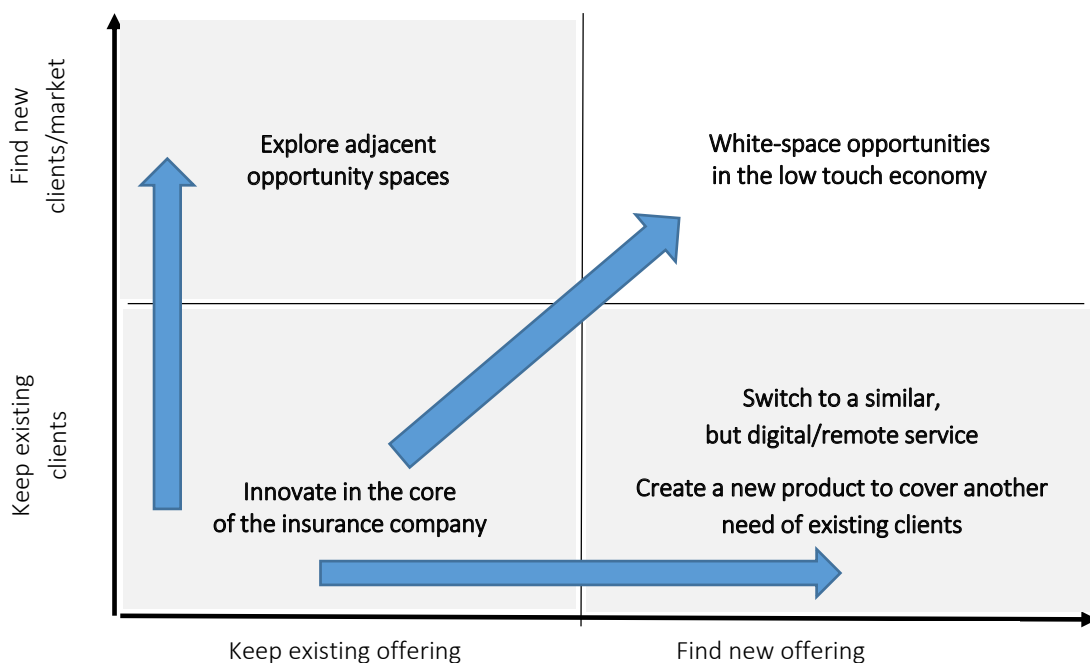 Find new
clients/market
Explore adjacent
opportunity spaces
White-space opportunities
in the low touch economy
Keep existing
clients
Innovate in the core
of the insurance company
Switch to a similar,
but digital/remote service
Create a new product to cover another
need of existing clients
Keep existing offering
Find new offering